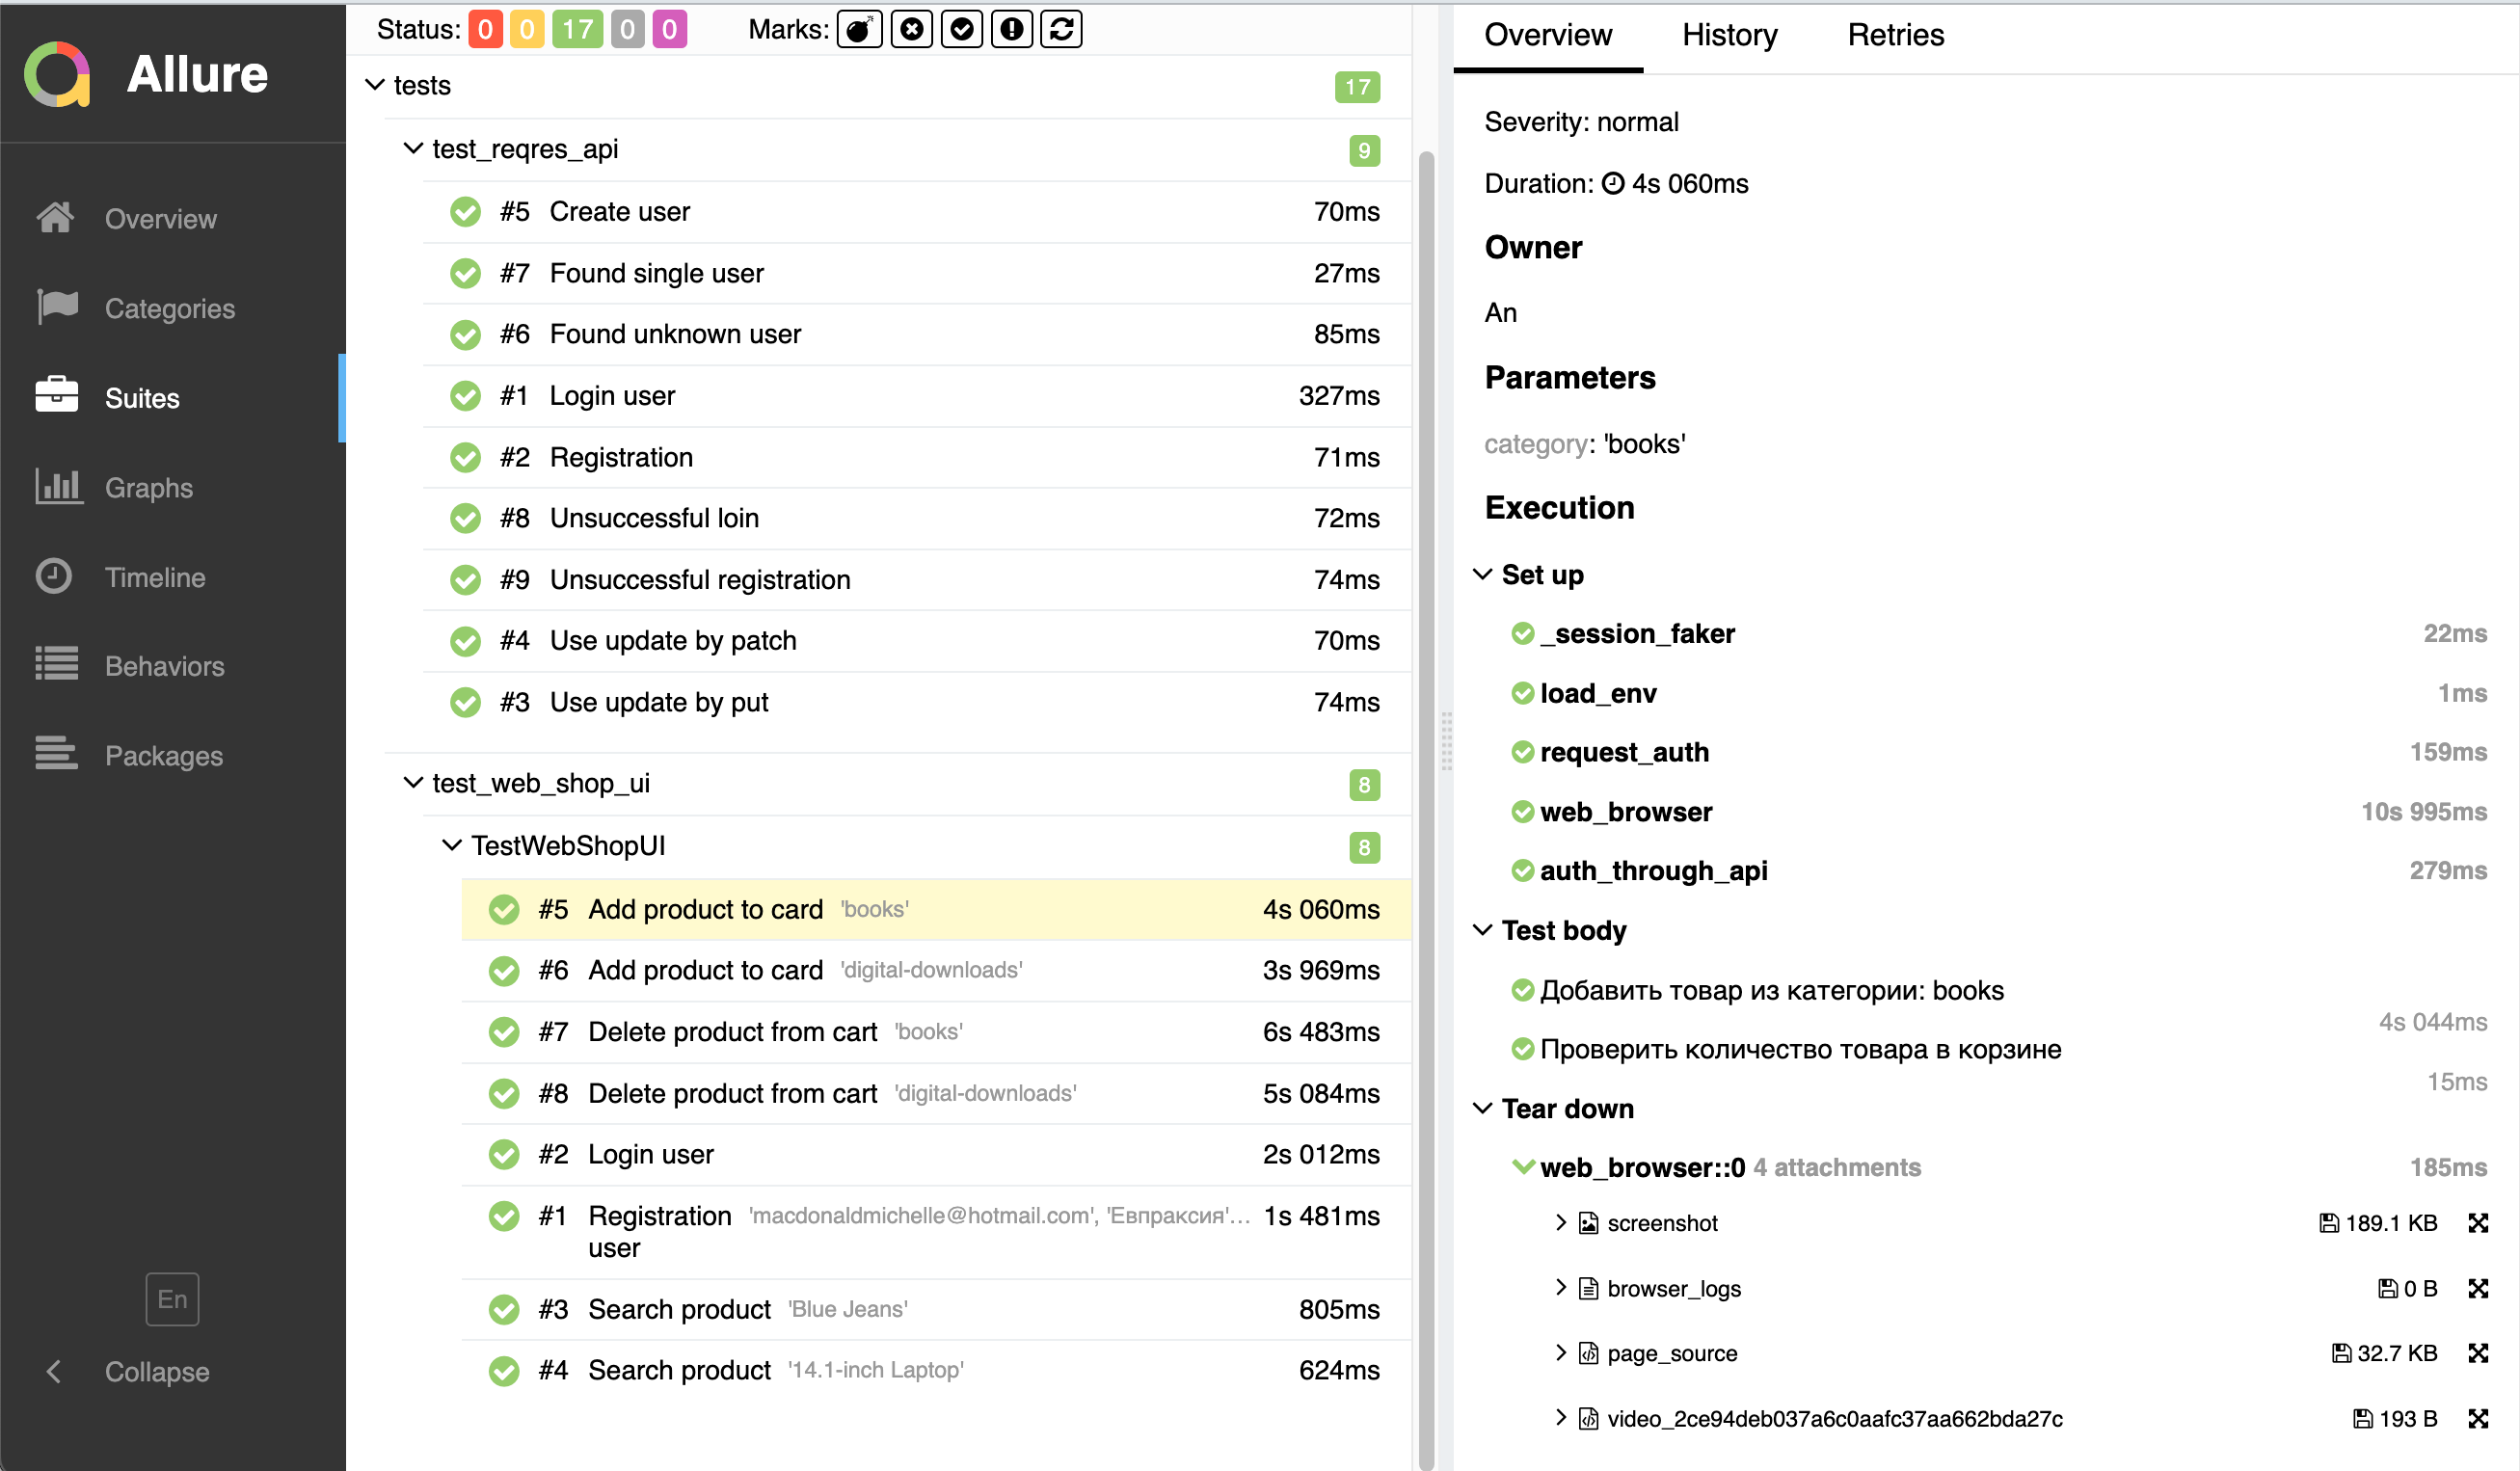 Allure
Overview
Categories
Suites
Graphs
Timeline
Behaviors
Packages
En
Collapse
Status: 0 0 17 0 0 Marks:
tests 17
test_reqres_api 9
#5 Create user 70ms
#7 Found single user 27ms
#6 Found unknown user 85ms
#1 Login user 327ms
#2 Registration 71ms
#8 Unsuccessful loin 72ms
#9 Unsuccessful registration 74ms
#4 Use update by patch 70ms
#3 Use update by put 74ms
test_web_shop_ui 8
TestWebShopUI 8
#5 Add product to card 'books' 4s 060ms
#6 Add product to card 'digital-downloads' 3s 969ms
#7 Delete product from cart 'books' 6s 483ms
#8 Delete product from cart 'digital-downloads' 5s 084ms
#2 Login user 2s 012ms
#1 Registration 'macdonaldmichelle@hotmail.com', 'Евпраксия'... 1s 481ms
user
#3 Search product 'Blue Jeans' 805ms
#4 Search product '14.1-inch Laptop' 624ms
Overview History Retries
Severity: normal
Duration: 4s 060ms
Owner
An
Parameters
category: 'books'
Execution
Set up
_session_faker 22ms
load_env 1ms
request_auth 159ms
web_browser 10s 995ms
auth_through_api 279ms
Test body
Добавить товар из категории: books
4s 044ms
Проверить количество товара в корзине
15ms
Tear down
web_browser::0 4 attachments 185ms
screenshot 189.1 KB
browser_logs 0 B
page_source 32.7 KB
video_2ce94deb037a6c0aafc37aa662bda27c 193 B